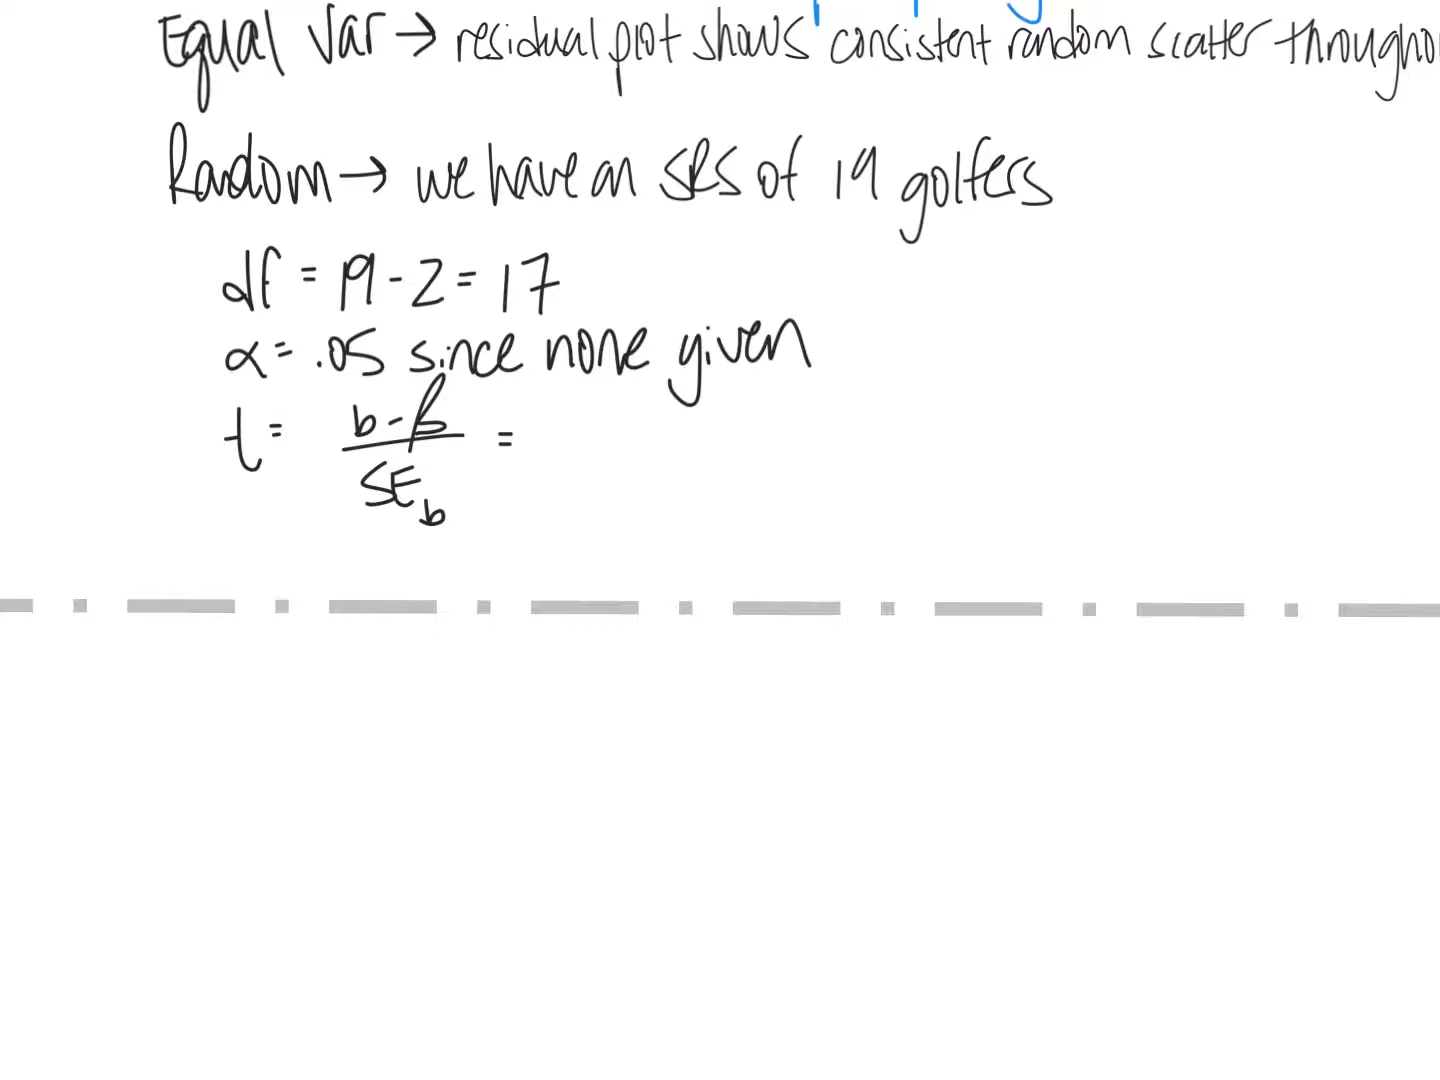 Equal Var → residual plot shows consistent random scatter througho
Random → we have an SRS of 19 golfers
df = 19 - 2 = 17
α = .05 since none given
t = b - β / SE_b =